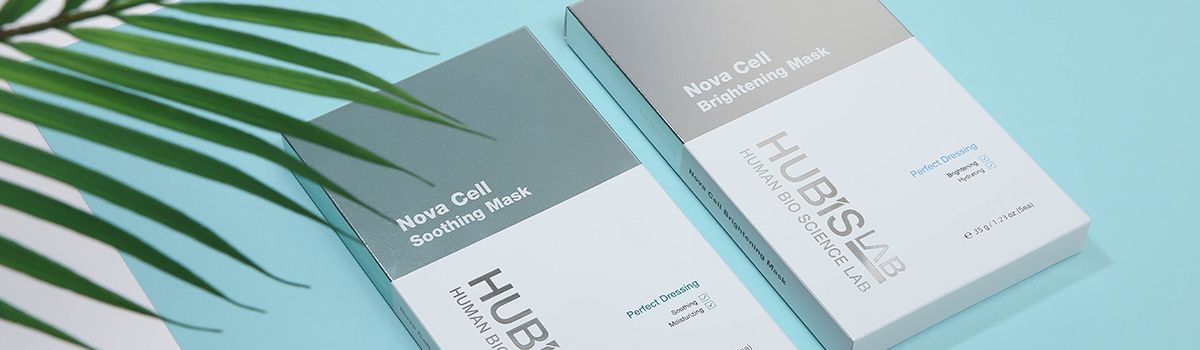 Nova Cell
Soothing Mask
HUBIS
HUMAN BIO
Perfect Dressing
Soothing
Moisturizing
Nova Cell
Brightening Mask
HUBIS LAB
HUMAN BIO SCIENCE LAB
Perfect Dressing
Brightening
Hydrating
℮ 35 g / 1.23 oz (5ea)
Nova Cell Brightening Mask